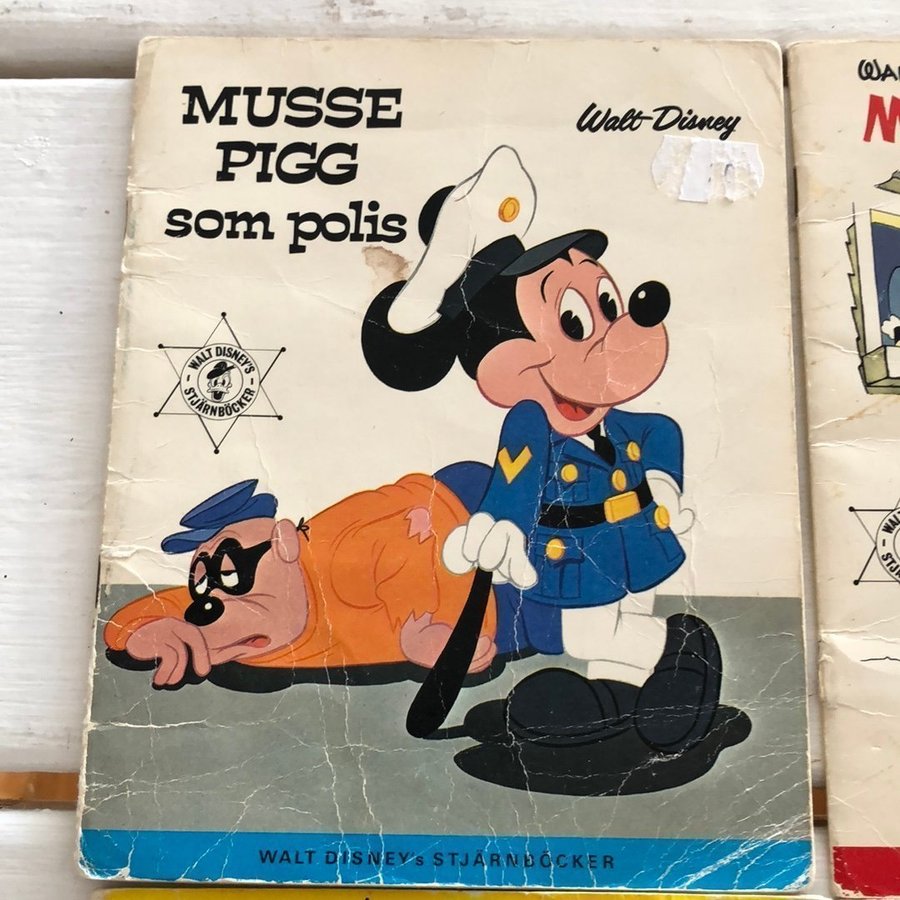 MUSSE
PIGG
som polis
Walt Disney
WALT DISNEY'S
STJÄRNBÖCKER
WALT DISNEY's STJÄRNBÖCKER